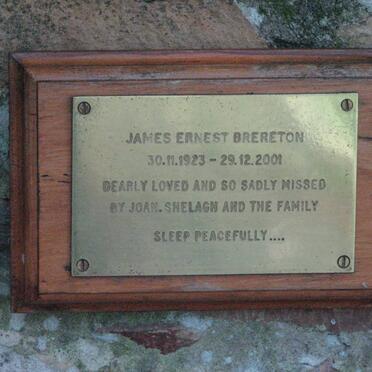 JAMES ERNEST BRERETON
30.11.1923 - 29.12.2001
DEARLY LOVED AND SO SADLY MISSED
BY JOAN. SHELAGH AND THE FAMILY
SLEEP PEACEFULLY....